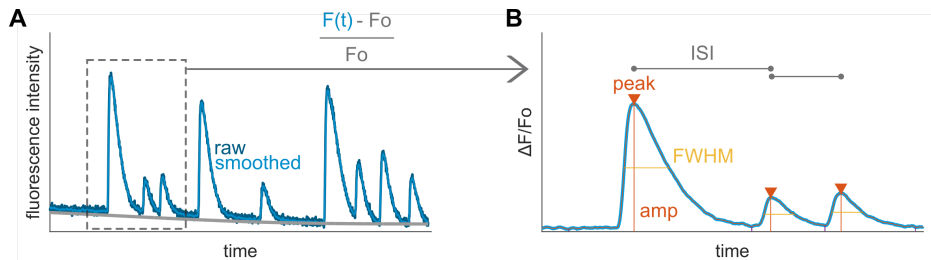 A
fluorescence intensity
raw
smoothed
time
F(t) - Fo
Fo
B
ΔF/Fo
ISI
peak
FWHM
amp
time